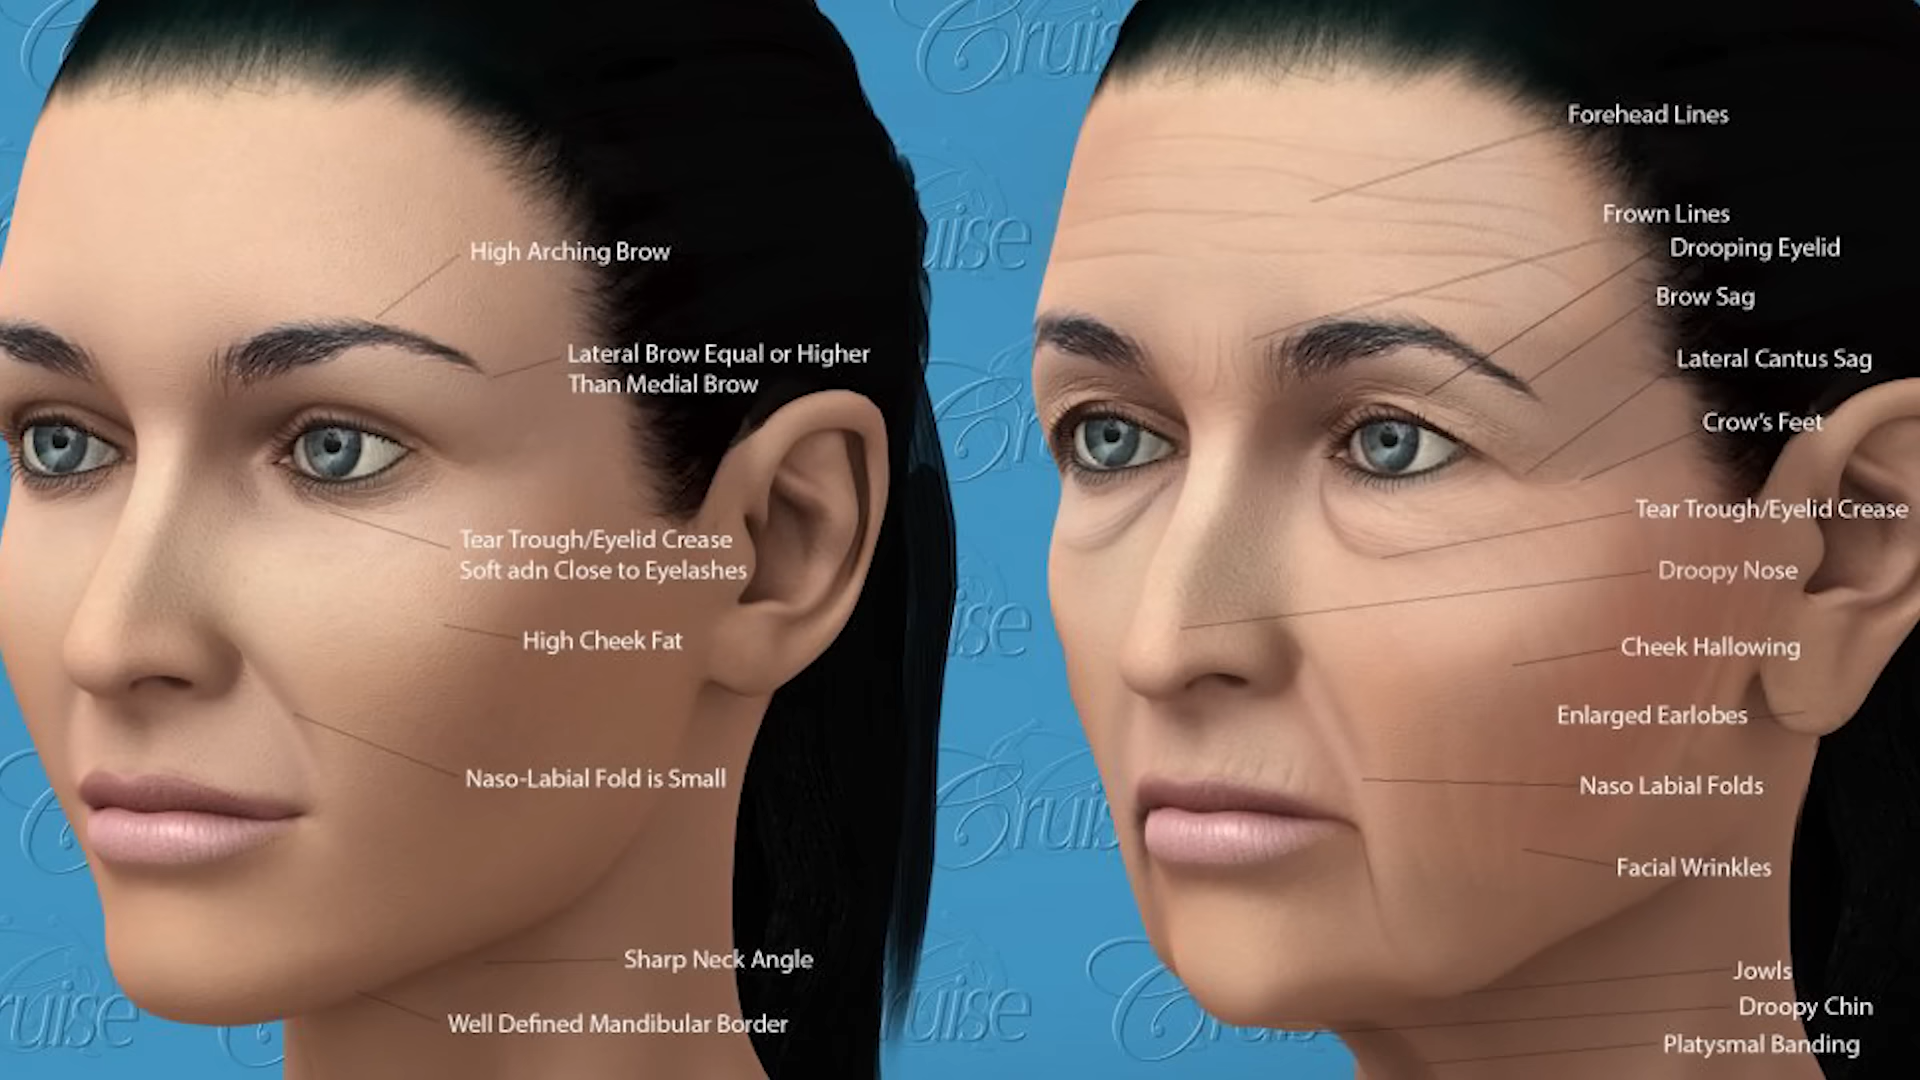 High Arching Brow
Lateral Brow Equal or Higher
Than Medial Brow
Tear Trough/Eyelid Crease
Soft adn Close to Eyelashes
High Cheek Fat
Naso-Labial Fold is Small
Sharp Neck Angle
Well Defined Mandibular Border
Forehead Lines
Frown Lines
Drooping Eyelid
Brow Sag
Lateral Cantus Sag
Crow's Feet
Tear Trough/Eyelid Crease
Droopy Nose
Cheek Hallowing
Enlarged Earlobes
Naso Labial Folds
Facial Wrinkles
Jowls
Droopy Chin
Platysmal Banding
Cruise